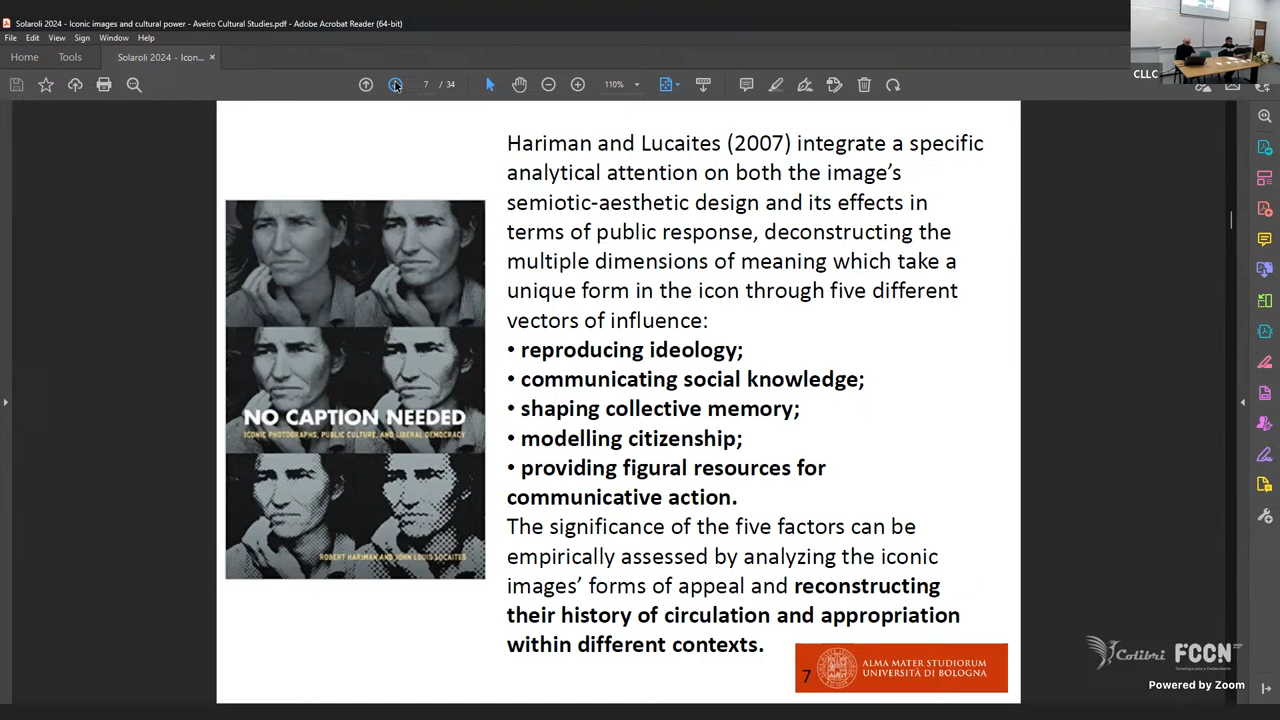 Solaroli 2024 - Iconic images and cultural power - Aveiro Cultural Studies.pdf - Adobe Acrobat Reader (64-bit)
File Edit View Sign Window Help
Home Tools Solaroli 2024 - Icon... ×
7 / 34 110%
CLLC
Hariman and Lucaites (2007) integrate a specific
analytical attention on both the image’s
semiotic-aesthetic design and its effects in
terms of public response, deconstructing the
multiple dimensions of meaning which take a
unique form in the icon through five different
vectors of influence:
• reproducing ideology;
• communicating social knowledge;
• shaping collective memory;
• modelling citizenship;
• providing figural resources for
communicative action.
The significance of the five factors can be
empirically assessed by analyzing the iconic
images’ forms of appeal and reconstructing
their history of circulation and appropriation
within different contexts.
NO CAPTION NEEDED
ICONIC PHOTOGRAPHS, PUBLIC CULTURE, AND LIBERAL DEMOCRACY
ROBERT HARIMAN AND JOHN LOUIS LUCAITES
7
ALMA MATER STUDIORUM
UNIVERSITÀ DI BOLOGNA
Colibri FCCN
Powered by Zoom